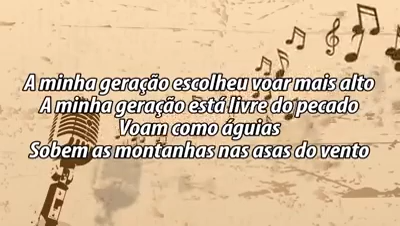 A minha geração escolheu voar mais alto
A minha geração está livre do pecado
Voam como águias
Sobem as montanhas nas asas do vento